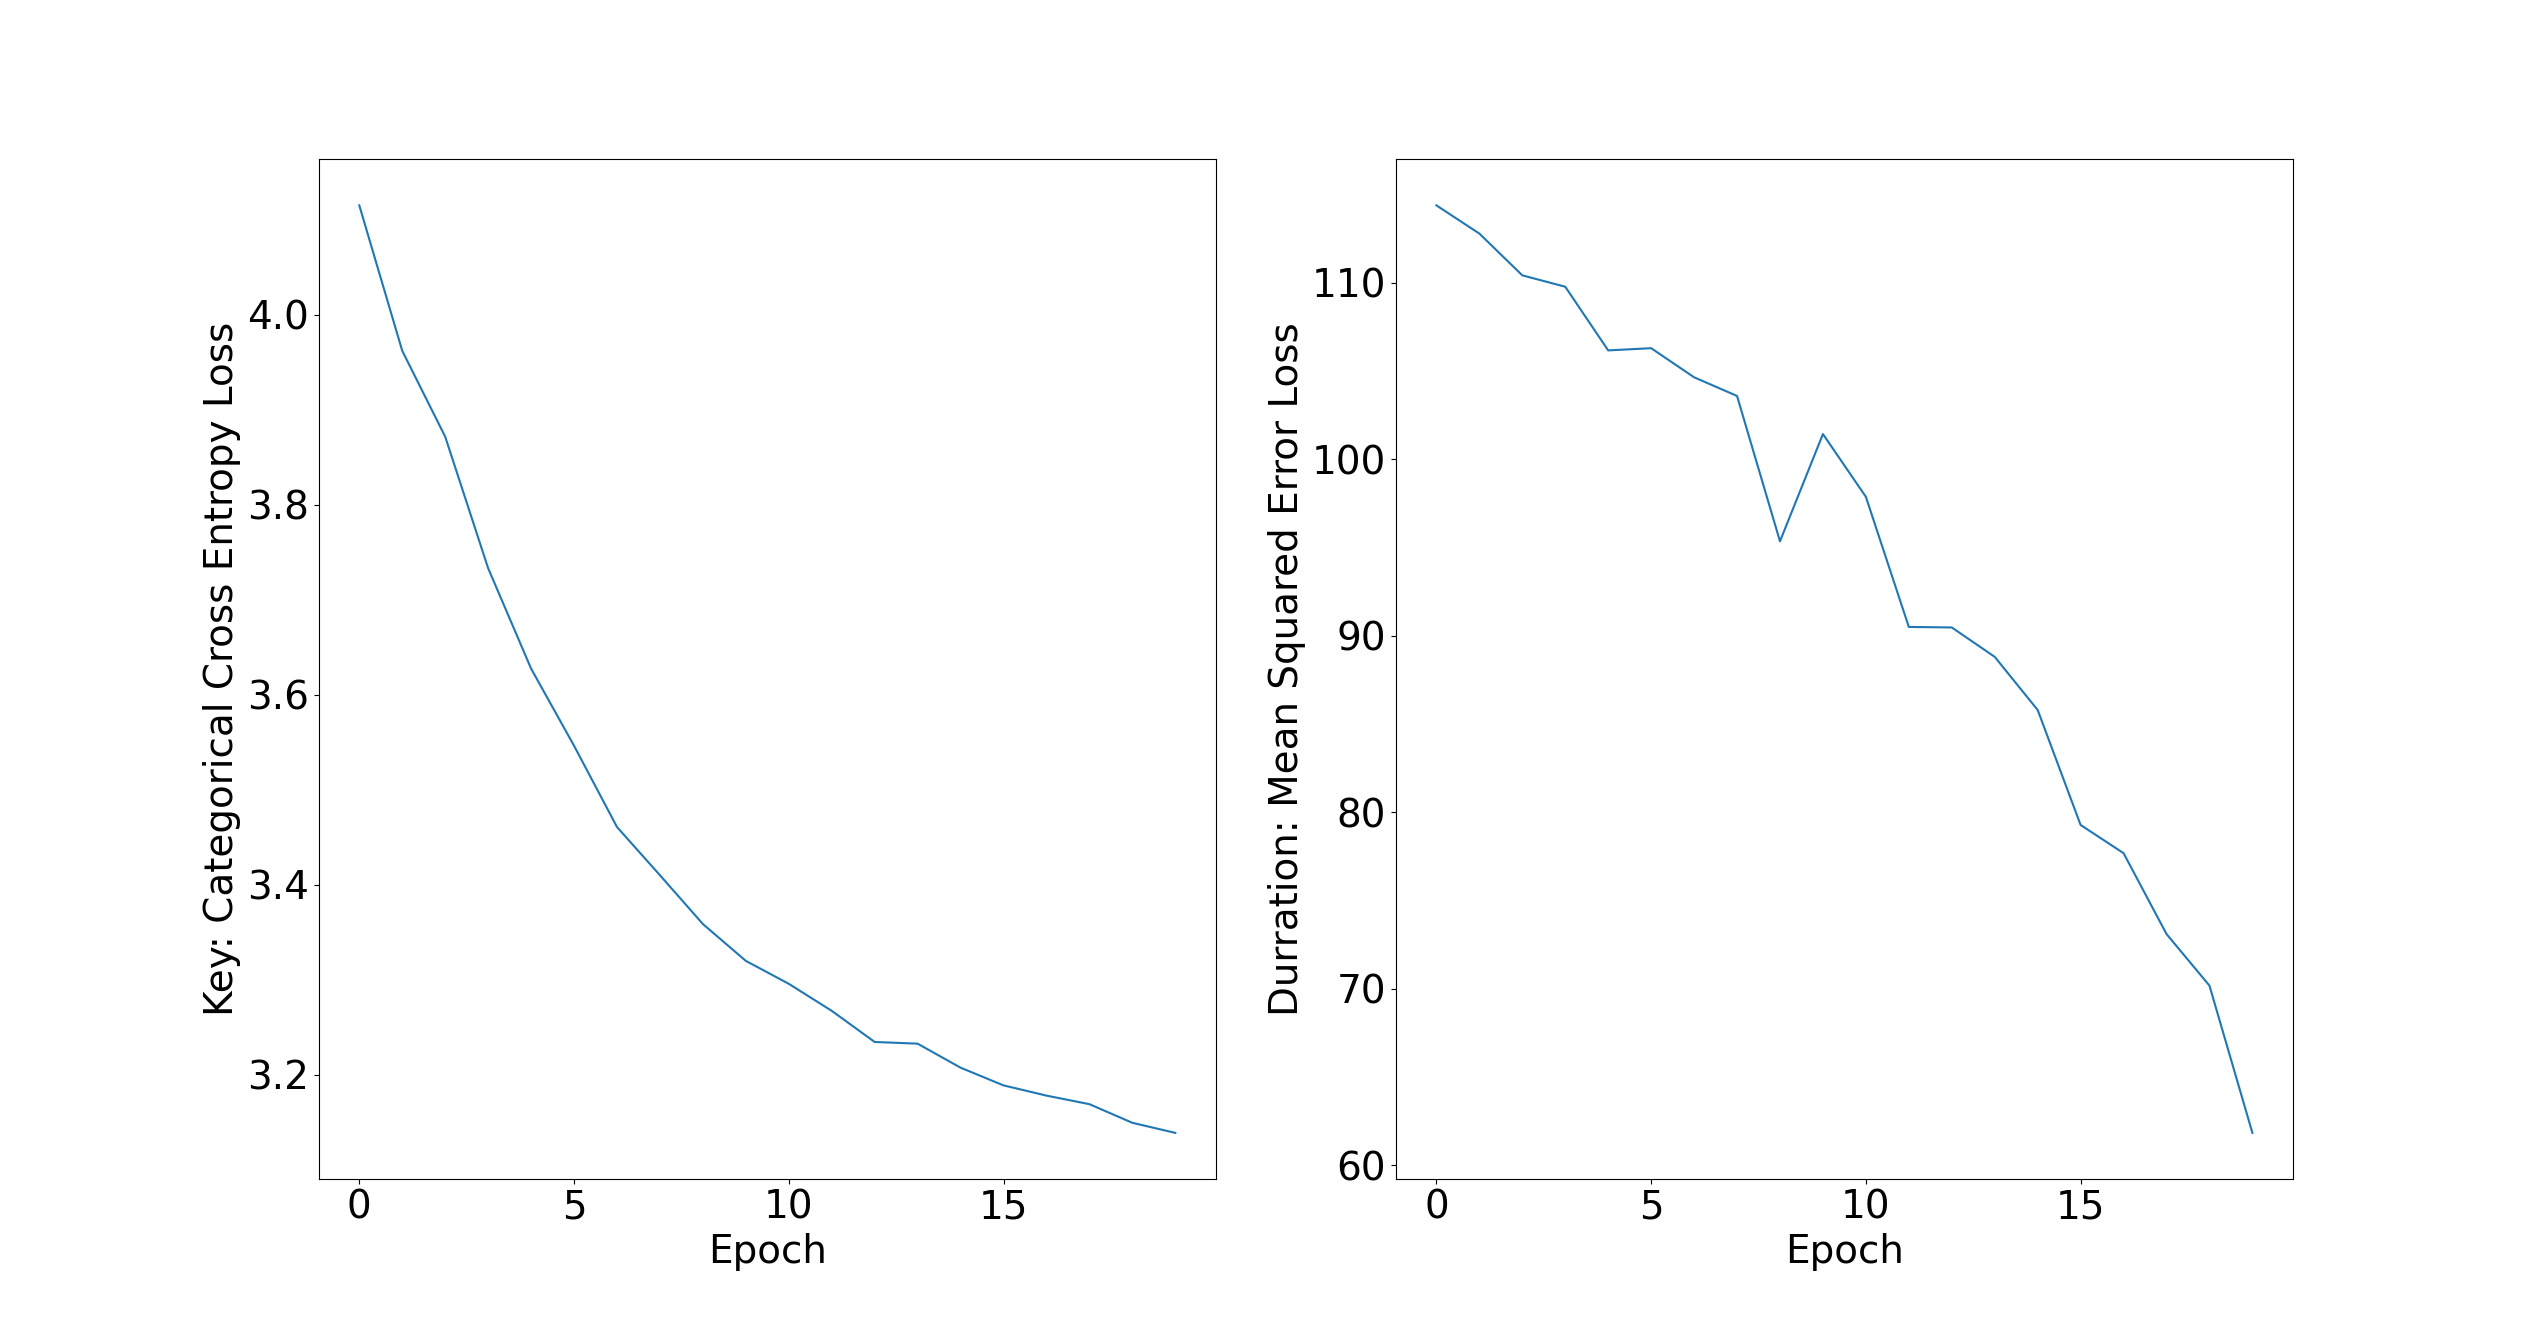 Key: Categorical Cross Entropy Loss
4.0
3.8
3.6
3.4
3.2
0 5 10 15
Epoch
Durration: Mean Squared Error Loss
110
100
90
80
70
60
0 5 10 15
Epoch